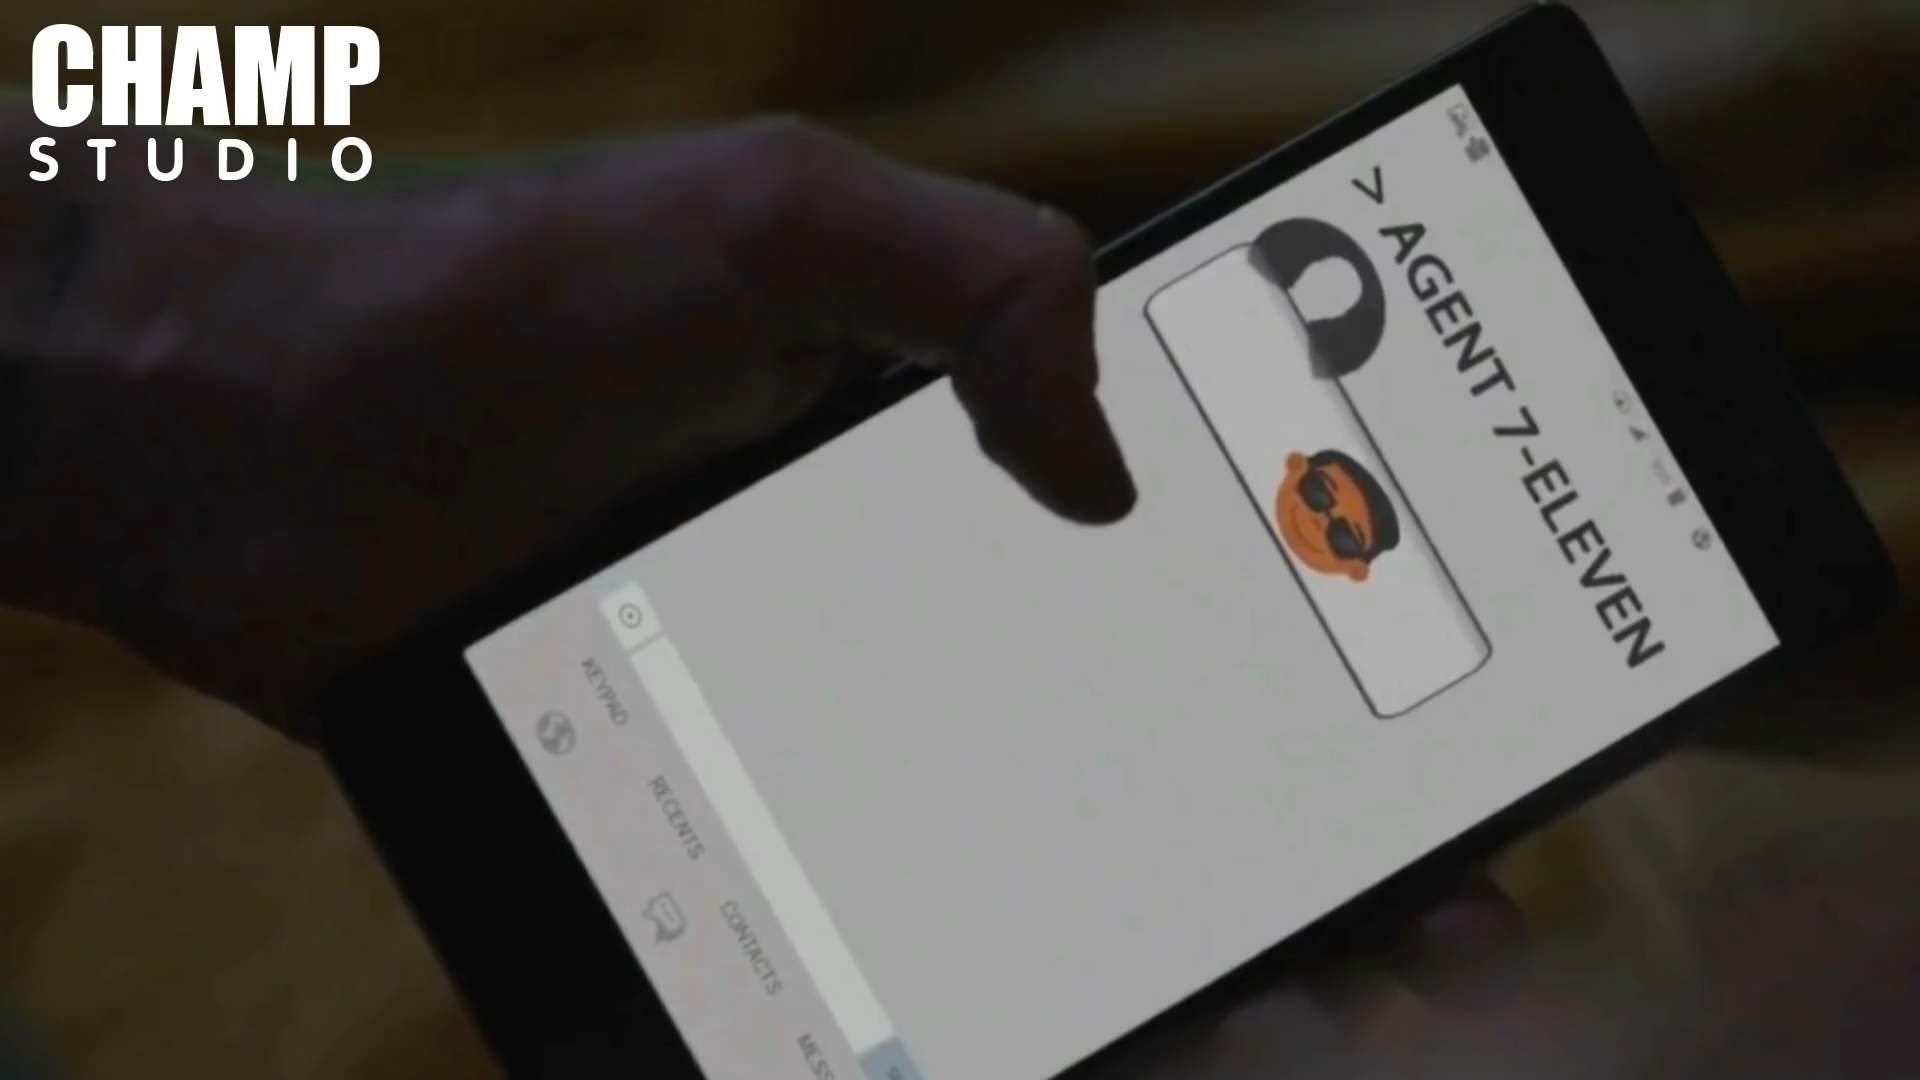 CHAMP
STUDIO
> AGENT 7-ELEVEN
KEYPAD
RECENTS
CONTACTS